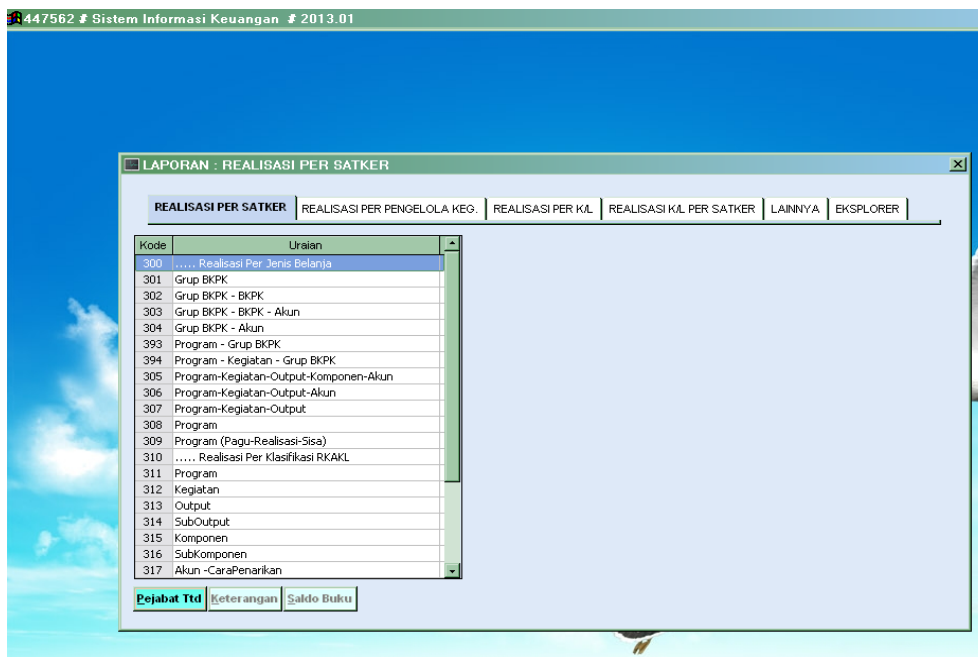 447562 # Sistem Informasi Keuangan # 2013.01
LAPORAN : REALISASI PER SATKER
REALISASI PER SATKER REALISASI PER PENGELOLA KEG. REALISASI PER K/L REALISASI K/L PER SATKER LAINNYA EKSPLORER
Kode Uraian
300 ..... Realisasi Per Jenis Belanja
301 Grup BKPK
302 Grup BKPK - BKPK
303 Grup BKPK - BKPK - Akun
304 Grup BKPK - Akun
393 Program - Grup BKPK
394 Program - Kegiatan - Grup BKPK
305 Program-Kegiatan-Output-Komponen-Akun
306 Program-Kegiatan-Output-Akun
307 Program-Kegiatan-Output
308 Program
309 Program (Pagu-Realisasi-Sisa)
310 ..... Realisasi Per Klasifikasi RKAKL
311 Program
312 Kegiatan
313 Output
314 SubOutput
315 Komponen
316 SubKomponen
317 Akun -CaraPenarikan
Pejabat Ttd Keterangan Saldo Buku